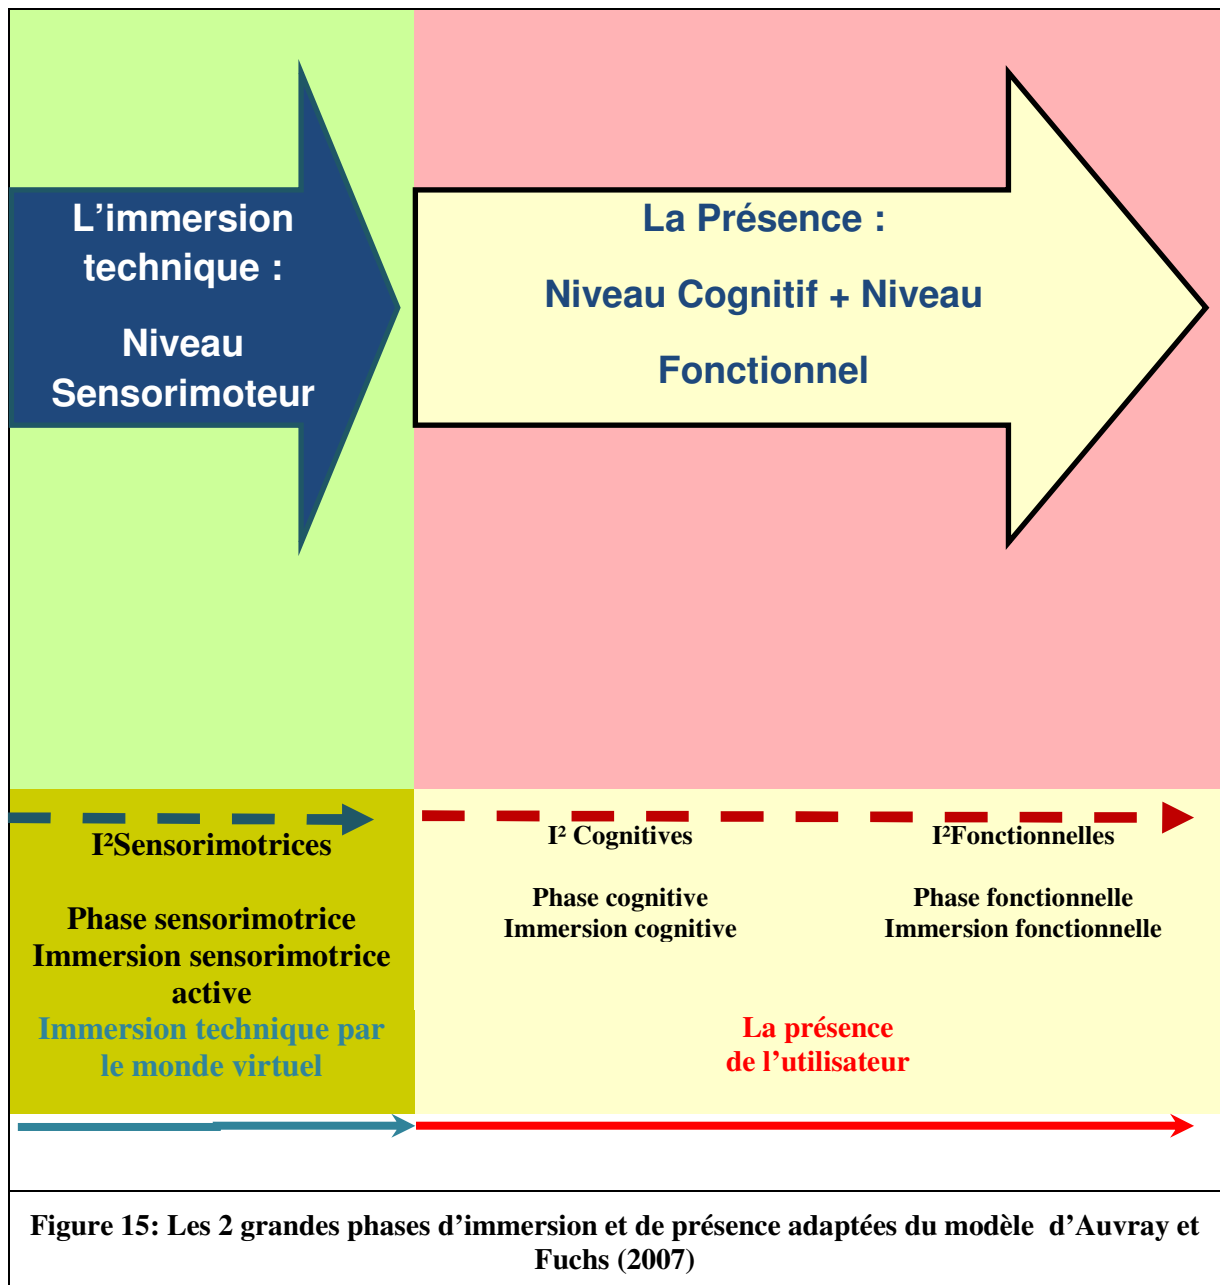 L’immersion
technique :
Niveau
Sensorimoteur
La Présence :
Niveau Cognitif + Niveau
Fonctionnel
I²Sensorimotrices
Phase sensorimotrice
Immersion sensorimotrice
active
Immersion technique par
le monde virtuel
I² Cognitives
Phase cognitive
Immersion cognitive
I²Fonctionnelles
Phase fonctionnelle
Immersion fonctionnelle
La présence
de l’utilisateur
Figure 15: Les 2 grandes phases d’immersion et de présence adaptées du modèle d’Auvray et
Fuchs (2007)